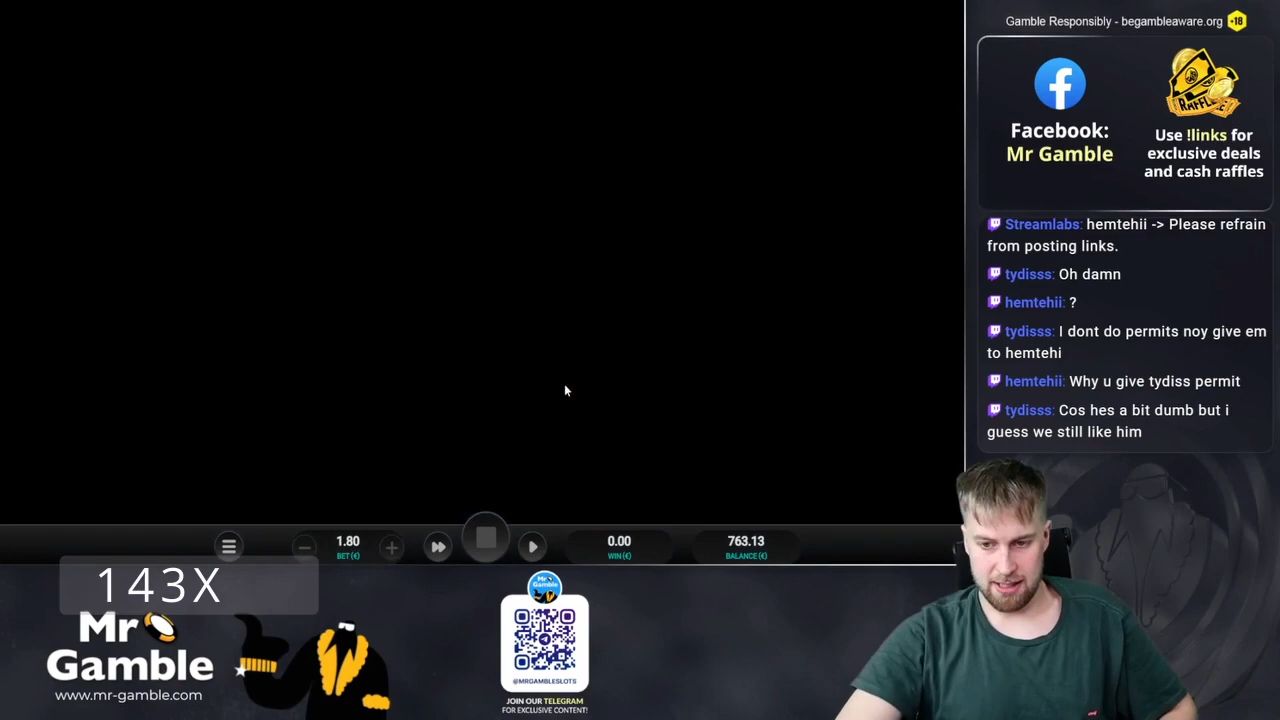 Gamble Responsibly - begambleaware.org +18
Facebook:
Mr Gamble
RAFFLE
Use !links for
exclusive deals
and cash raffles
Streamlabs: hemtehii -> Please refrain
from posting links.
tydisss: Oh damn
hemtehii: ?
tydisss: I dont do permits noy give em
to hemtehi
hemtehii: Why u give tydiss permit
tydisss: Cos hes a bit dumb but i
guess we still like him
1.80
BET (€)
0.00
WIN (€)
763.13
BALANCE (€)
143X
Mr
Gamble
www.mr-gamble.com
Mr
Gamble
@MRGAMBLESLOTS
JOIN OUR TELEGRAM
FOR EXCLUSIVE CONTENT!